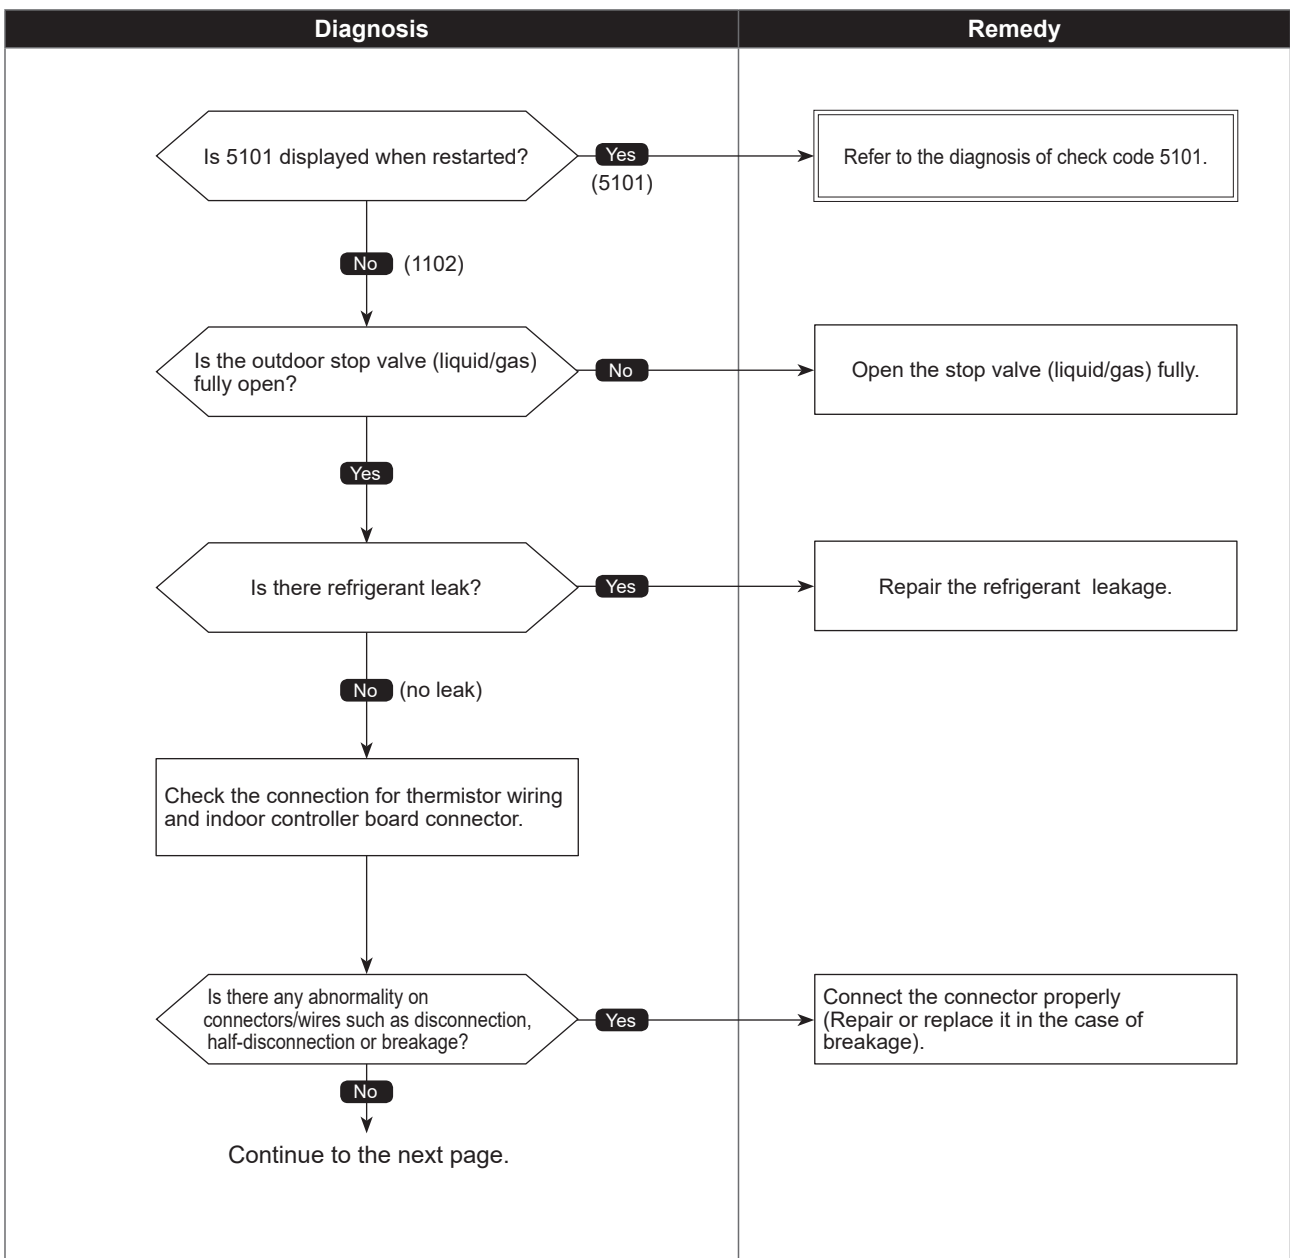 Diagnosis
Remedy
Is 5101 displayed when restarted?
Yes
(5101)
Refer to the diagnosis of check code 5101.
No (1102)
Is the outdoor stop valve (liquid/gas)
fully open?
No
Open the stop valve (liquid/gas) fully.
Yes
Is there refrigerant leak?
Yes
Repair the refrigerant leakage.
No (no leak)
Check the connection for thermistor wiring
and indoor controller board connector.
Is there any abnormality on
connectors/wires such as disconnection,
half-disconnection or breakage?
Yes
Connect the connector properly
(Repair or replace it in the case of
breakage).
No
Continue to the next page.